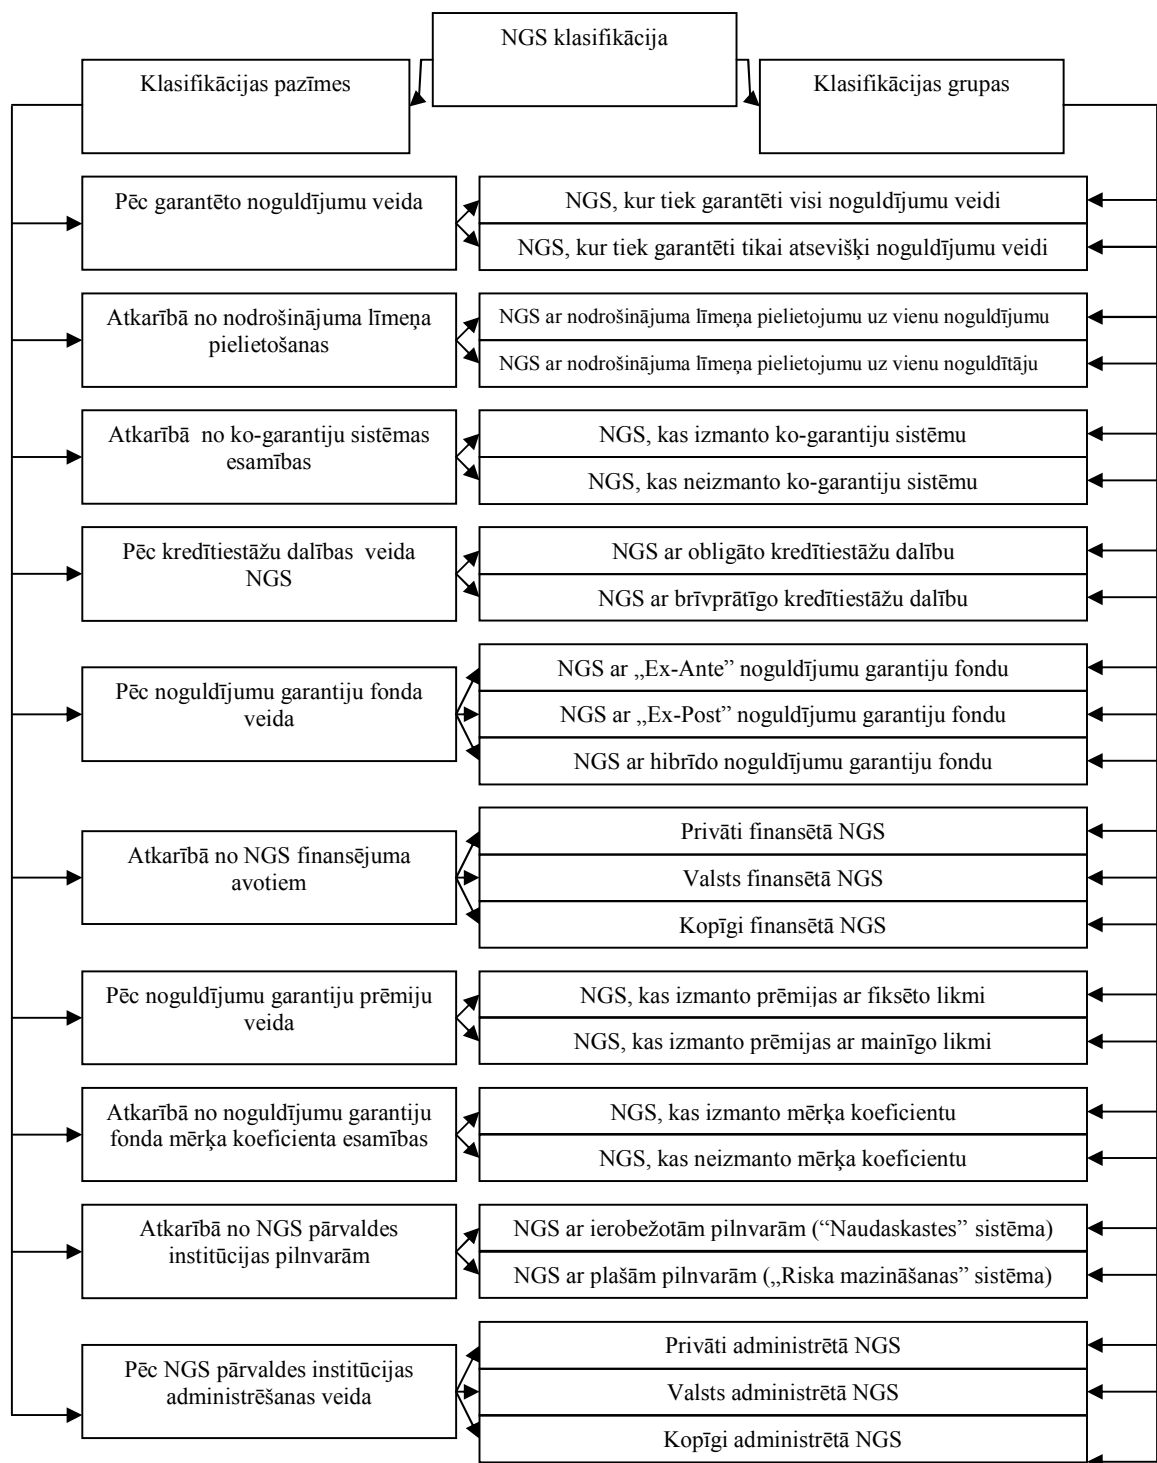 NGS klasifikācija
Klasifikācijas pazīmes
Klasifikācijas grupas
Pēc garantēto noguldījumu veida
NGS, kur tiek garantēti visi noguldījumu veidi
NGS, kur tiek garantēti tikai atsevišķi noguldījumu veidi
Atkarībā no nodrošinājuma līmeņa
pielietošanas
NGS ar nodrošinājuma līmeņa pielietojumu uz vienu noguldījumu
NGS ar nodrošinājuma līmeņa pielietojumu uz vienu noguldītāju
Atkarībā  no ko-garantiju sistēmas
esamības
NGS, kas izmanto ko-garantiju sistēmu
NGS, kas neizmanto ko-garantiju sistēmu
Pēc kredītiestāžu dalības  veida
NGS
NGS ar obligāto kredītiestāžu dalību
NGS ar brīvprātīgo kredītiestāžu dalību
Pēc noguldījumu garantiju fonda
veida
NGS ar „Ex-Ante” noguldījumu garantiju fondu
NGS ar „Ex-Post” noguldījumu garantiju fondu
NGS ar hibrīdo noguldījumu garantiju fondu
Atkarībā no NGS finansējuma
avotiem
Privāti finansētā NGS
Valsts finansētā NGS
Kopīgi finansētā NGS
Pēc noguldījumu garantiju prēmiju
veida
NGS, kas izmanto prēmijas ar fiksēto likmi
NGS, kas izmanto prēmijas ar mainīgo likmi
Atkarībā no noguldījumu garantiju
fonda mērķa koeficienta esamības
NGS, kas izmanto mērķa koeficientu
NGS, kas neizmanto mērķa koeficientu
Atkarībā no NGS pārvaldes
institūcijas pilnvarām
NGS ar ierobežotām pilnvarām (“Naudaskastes” sistēma)
NGS ar plašām pilnvarām („Riska mazināšanas” sistēma)
Pēc NGS pārvaldes institūcijas
administrēšanas veida
Privāti administrētā NGS
Valsts administrētā NGS
Kopīgi administrētā NGS